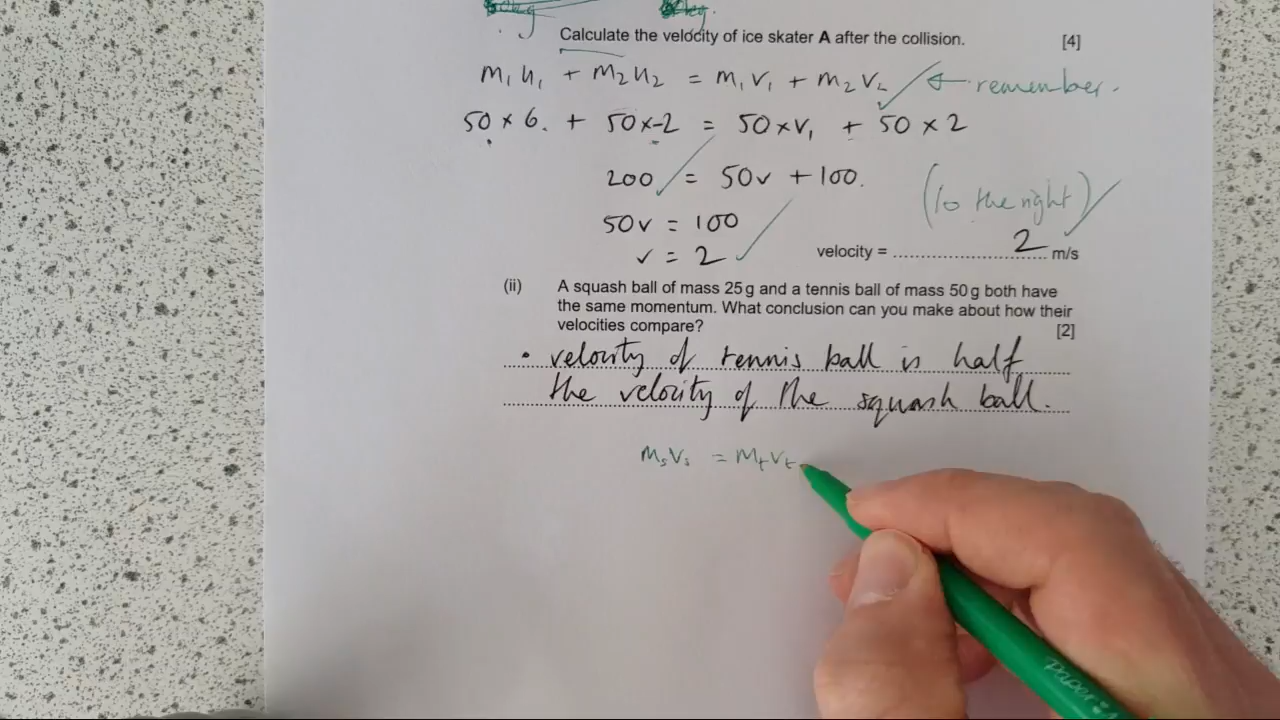 Calculate the velocity of ice skater A after the collision. [4]
m₁u₁ + m₂u₂ = m₁v₁ + m₂v₂ ← remember.
50 × 6. + 50×-2 = 50×v₁ + 50 × 2
200 = 50v + 100.
(to the right)
50v = 100
v = 2
velocity = 2 m/s
(ii) A squash ball of mass 25 g and a tennis ball of mass 50 g both have
the same momentum. What conclusion can you make about how their
velocities compare? [2]
• velocity of tennis ball is half
the velocity of the squash ball.
MₛVₛ = MₜVₜ
Paper